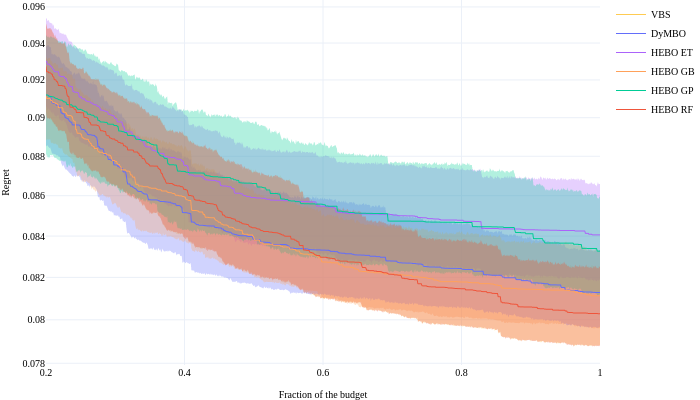 0.096
0.094
0.092
0.09
0.088
0.086
0.084
0.082
0.08
0.078
Regret
0.2
0.4
0.6
0.8
1
Fraction of the budget
VBS
DyMBO
HEBO ET
HEBO GB
HEBO GP
HEBO RF